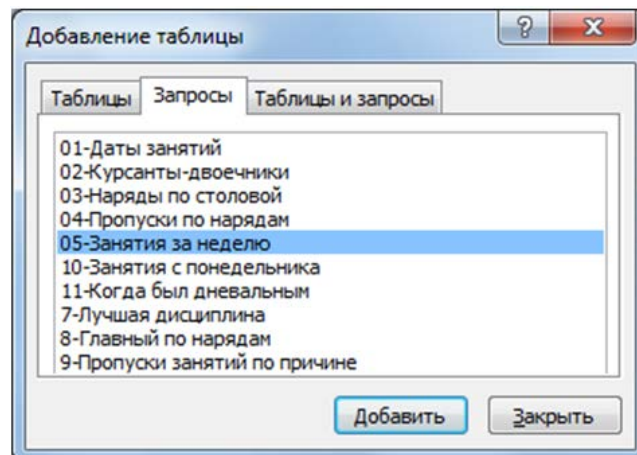 Добавление таблицы
Таблицы Запросы Таблицы и запросы
01-Даты занятий
02-Курсанты-двоечники
03-Наряды по столовой
04-Пропуски по нарядам
05-Занятия за неделю
10-Занятия с понедельника
11-Когда был дневальным
7-Лучшая дисциплина
8-Главный по нарядам
9-Пропуски занятий по причине
Добавить Закрыть